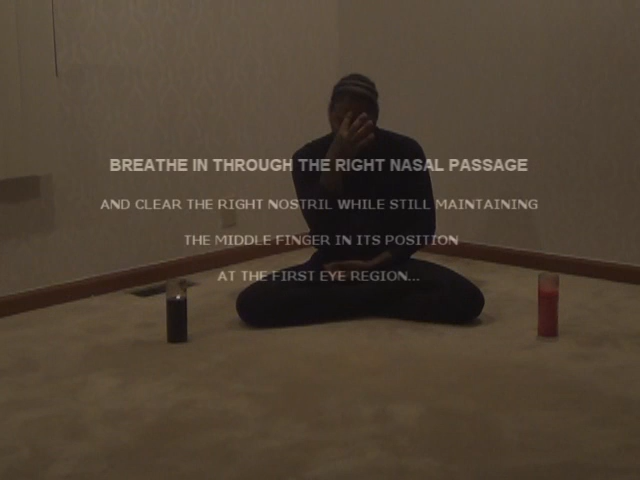 BREATHE IN THROUGH THE RIGHT NASAL PASSAGE
AND CLEAR THE RIGHT NOSTRIL WHILE STILL MAINTAINING
THE MIDDLE FINGER IN ITS POSITION
AT THE FIRST EYE REGION...